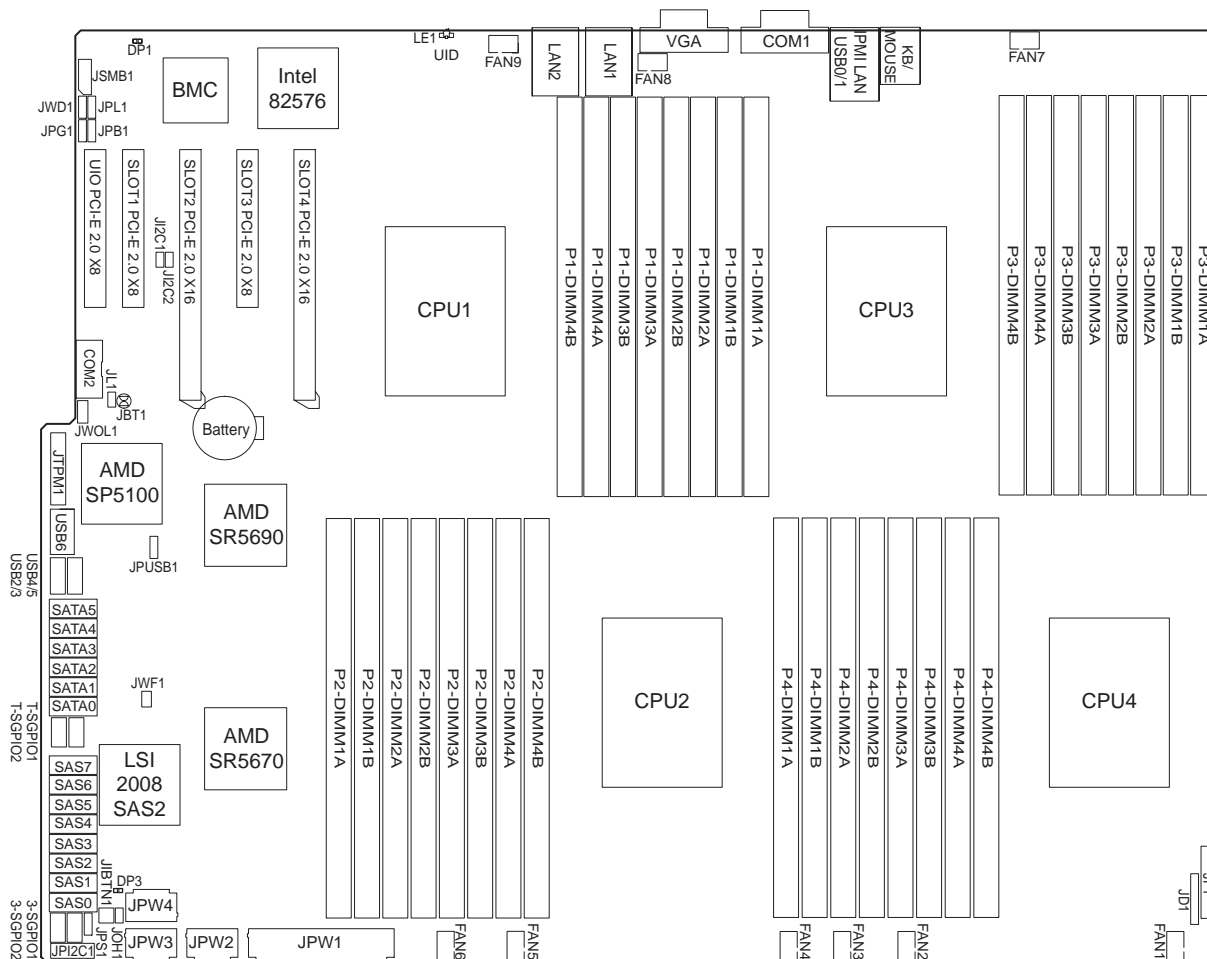 DP1
LE1
UID
FAN9
LAN2
LAN1
VGA
FAN8
COM1
IPMI LAN
USB0/1
KB/
MOUSE
FAN7
JSMB1
BMC
Intel
82576
JWD1
JPL1
JPG1
JPB1
UIO PCI-E 2.0 X8
SLOT1 PCI-E 2.0 X8
JI2C1
JI2C2
SLOT2 PCI-E 2.0 X16
SLOT3 PCI-E 2.0 X8
SLOT4 PCI-E 2.0 X16
CPU1
P1-DIMM4B
P1-DIMM4A
P1-DIMM3B
P1-DIMM3A
P1-DIMM2B
P1-DIMM2A
P1-DIMM1B
P1-DIMM1A
CPU3
P3-DIMM4B
P3-DIMM4A
P3-DIMM3B
P3-DIMM3A
P3-DIMM2B
P3-DIMM2A
P3-DIMM1B
P3-DIMM1A
COM2
JL1
JBT1
JWOL1
Battery
JTPM1
AMD
SP5100
AMD
SR5690
USB6
JPUSB1
USB4/5
USB2/3
SATA5
SATA4
SATA3
SATA2
SATA1
SATA0
JWF1
T-SGPIO1
T-SGPIO2
AMD
SR5670
LSI
2008
SAS2
SAS7
SAS6
SAS5
SAS4
SAS3
SAS2
SAS1
SAS0
P2-DIMM1A
P2-DIMM1B
P2-DIMM2A
P2-DIMM2B
P2-DIMM3A
P2-DIMM3B
P2-DIMM4A
P2-DIMM4B
CPU2
P4-DIMM1A
P4-DIMM1B
P4-DIMM2A
P4-DIMM2B
P4-DIMM3A
P4-DIMM3B
P4-DIMM4A
P4-DIMM4B
CPU4
JIBTN1
DP3
JPW4
3-SGPIO1
3-SGPIO2
JPI2C1
JPS1
JOH1
JPW3
JPW2
JPW1
FAN6
FAN5
FAN4
FAN3
FAN2
FAN1
JD1